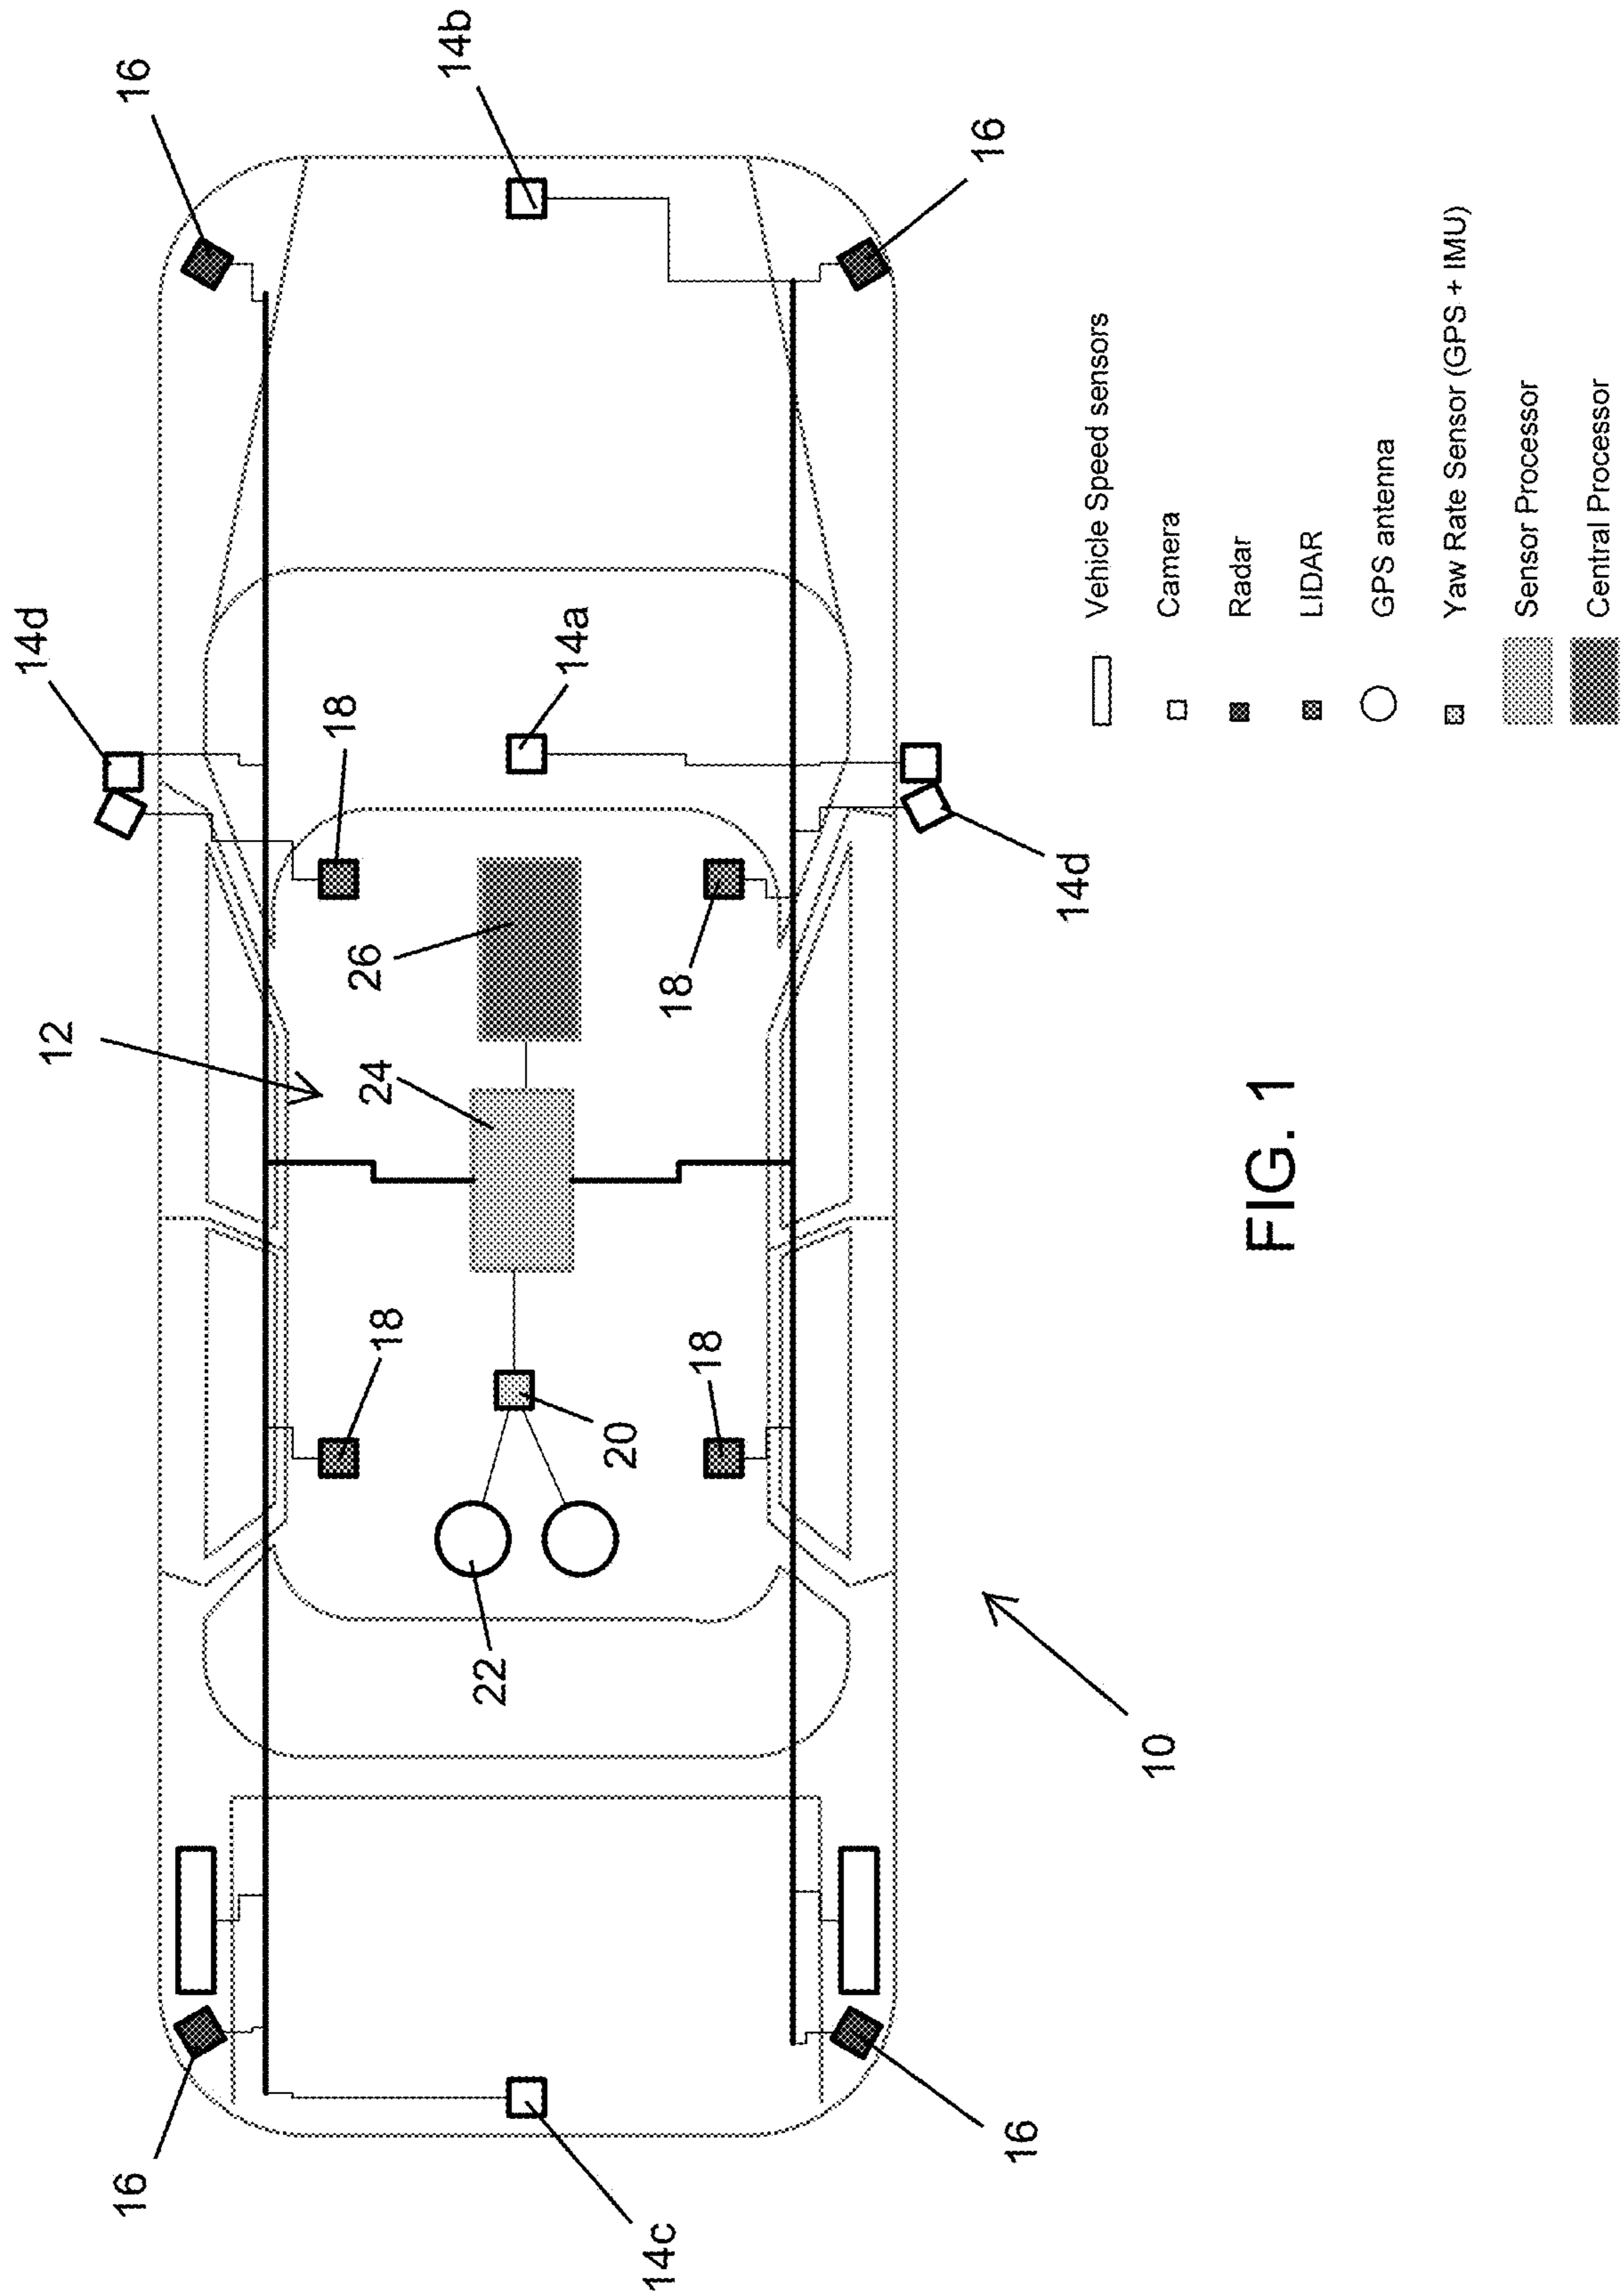 16
14b
16
14d
18
14a
14d
26
18
12
24
18
18
20
22
10
16
16
14c
Vehicle Speed sensors
Camera
Radar
LIDAR
GPS antenna
Yaw Rate Sensor (GPS + IMU)
Sensor Processor
Central Processor
FIG. 1